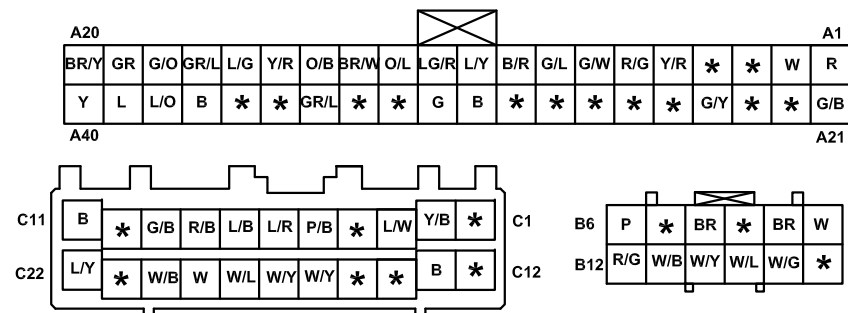 A20 A1
BR/Y GR G/O GR/L L/G Y/R O/B BR/W O/L LG/R L/Y B/R G/L G/W R/G Y/R * * W R
Y L L/O B * * GR/L * * G B * * * * * G/Y * * G/B
A40 A21
C11 B * G/B R/B L/B L/R P/B * L/W Y/B * C1
C22 L/Y * W/B W W/L W/Y W/Y * * B * C12
B6 P * BR * BR W
B12 R/G W/B W/Y W/L W/G *